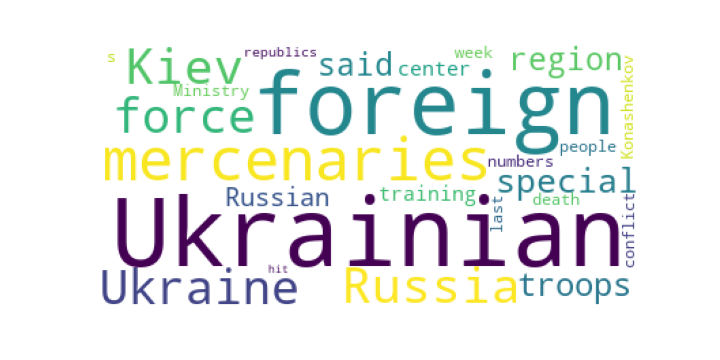 republics
s
Kiev
said
center
week
region
Ministry
foreign
force
Konashenkov
mercenaries
people
numbers
special
Russian
training
last
death
Ukrainian
conflict
hit
Ukraine
Russia
troops